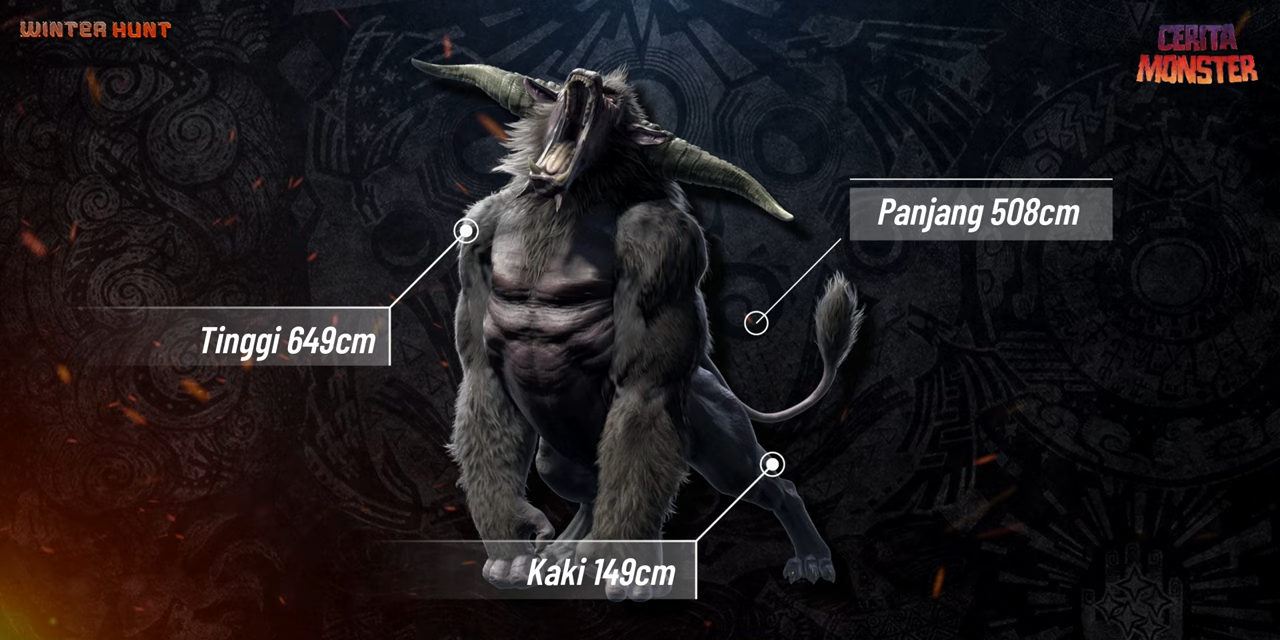 WINTER HUNT
CERITA
MONSTER
Panjang 508cm
Tinggi 649cm
Kaki 149cm